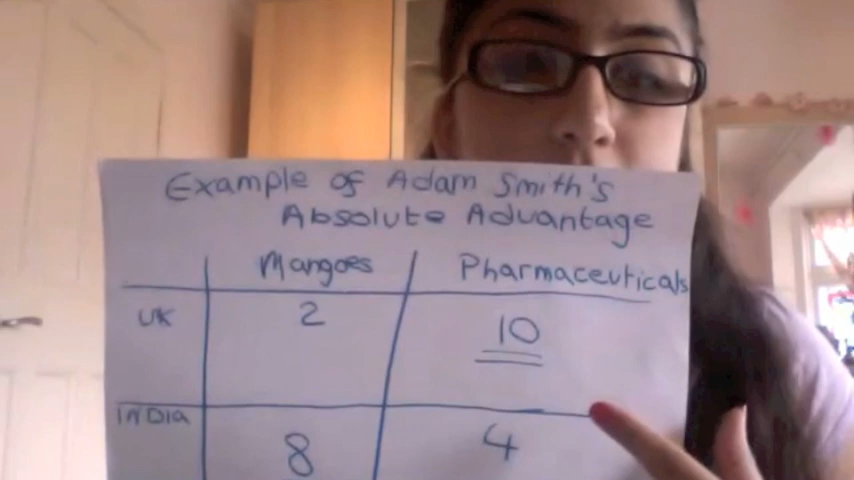 Example of Adam Smith's
Absolute Advantage
Mangoes Pharmaceuticals
UK 2 10
INDIA 8 4